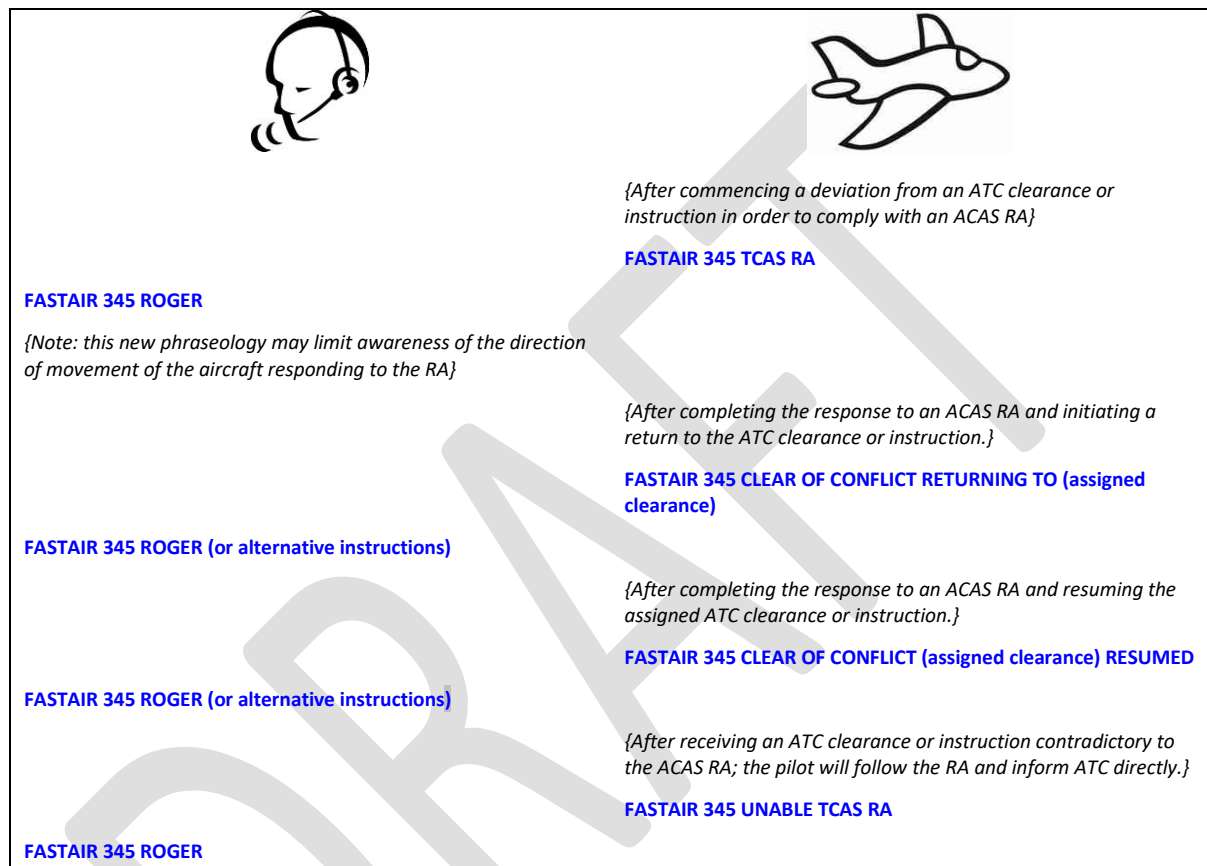 {After commencing a deviation from an ATC clearance or
instruction in order to comply with an ACAS RA}
FASTAIR 345 TCAS RA
FASTAIR 345 ROGER
{Note: this new phraseology may limit awareness of the direction
of movement of the aircraft responding to the RA}
{After completing the response to an ACAS RA and initiating a
return to the ATC clearance or instruction.}
FASTAIR 345 CLEAR OF CONFLICT RETURNING TO (assigned
clearance)
FASTAIR 345 ROGER (or alternative instructions)
{After completing the response to an ACAS RA and resuming the
assigned ATC clearance or instruction.}
FASTAIR 345 CLEAR OF CONFLICT (assigned clearance) RESUMED
FASTAIR 345 ROGER (or alternative instructions)
{After receiving an ATC clearance or instruction contradictory to
the ACAS RA; the pilot will follow the RA and inform ATC directly.}
FASTAIR 345 UNABLE TCAS RA
FASTAIR 345 ROGER
DRAFT